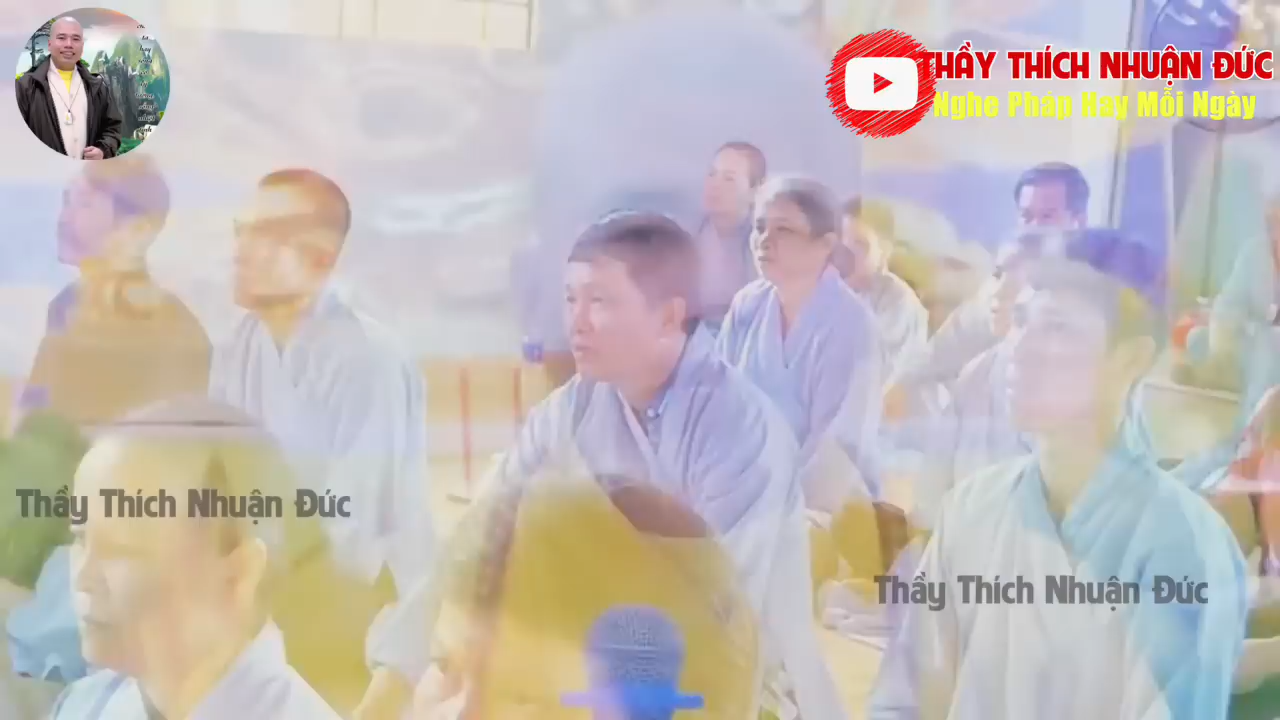 THẦY THÍCH NHUẬN ĐỨC
Nghe Pháp Hay Mỗi Ngày
Thầy Thích Nhuận Đức
Thầy Thích Nhuận Đức